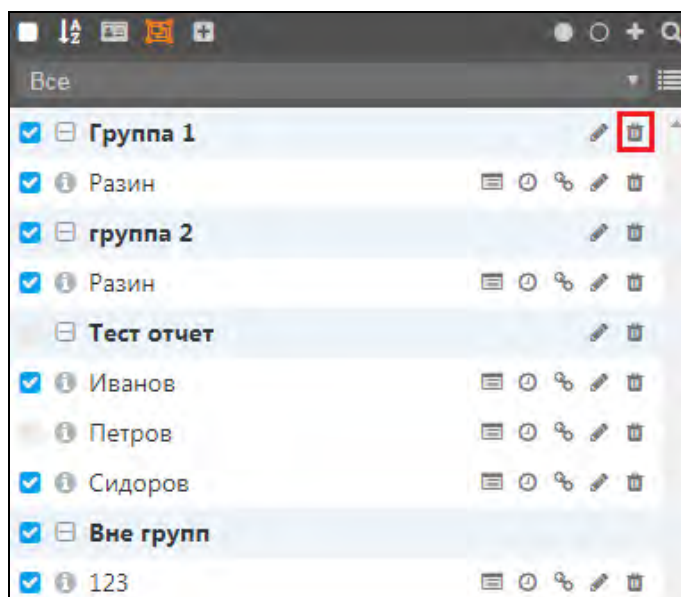 Все
Группа 1
Разин
группа 2
Разин
Тест отчет
Иванов
Петров
Сидоров
Вне групп
123